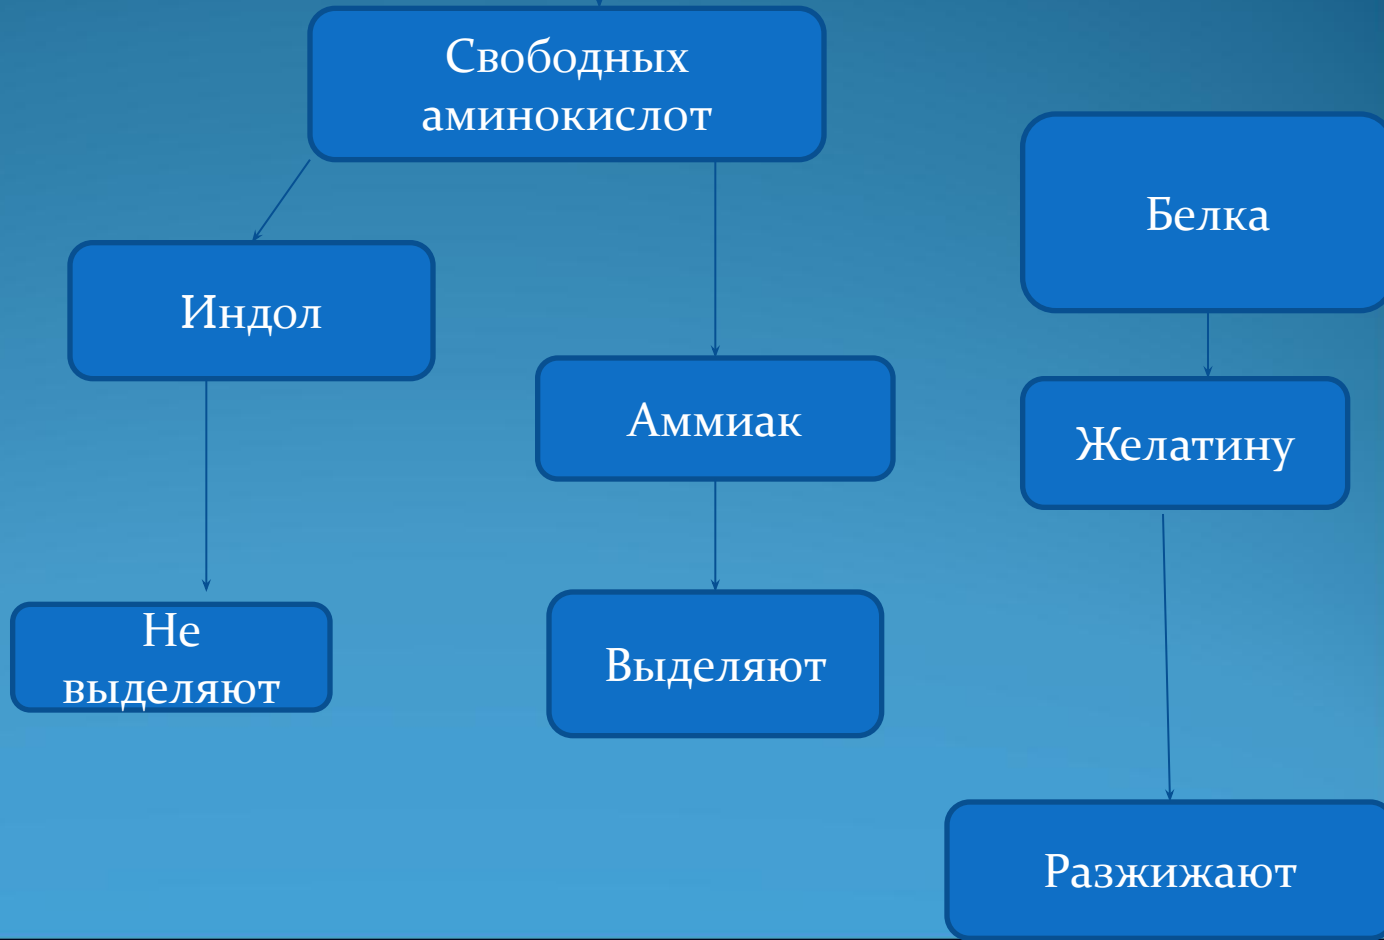 Свободных
аминокислот
Белка
Индол
Аммиак
Желатину
Не
выделяют
Выделяют
Разжижают